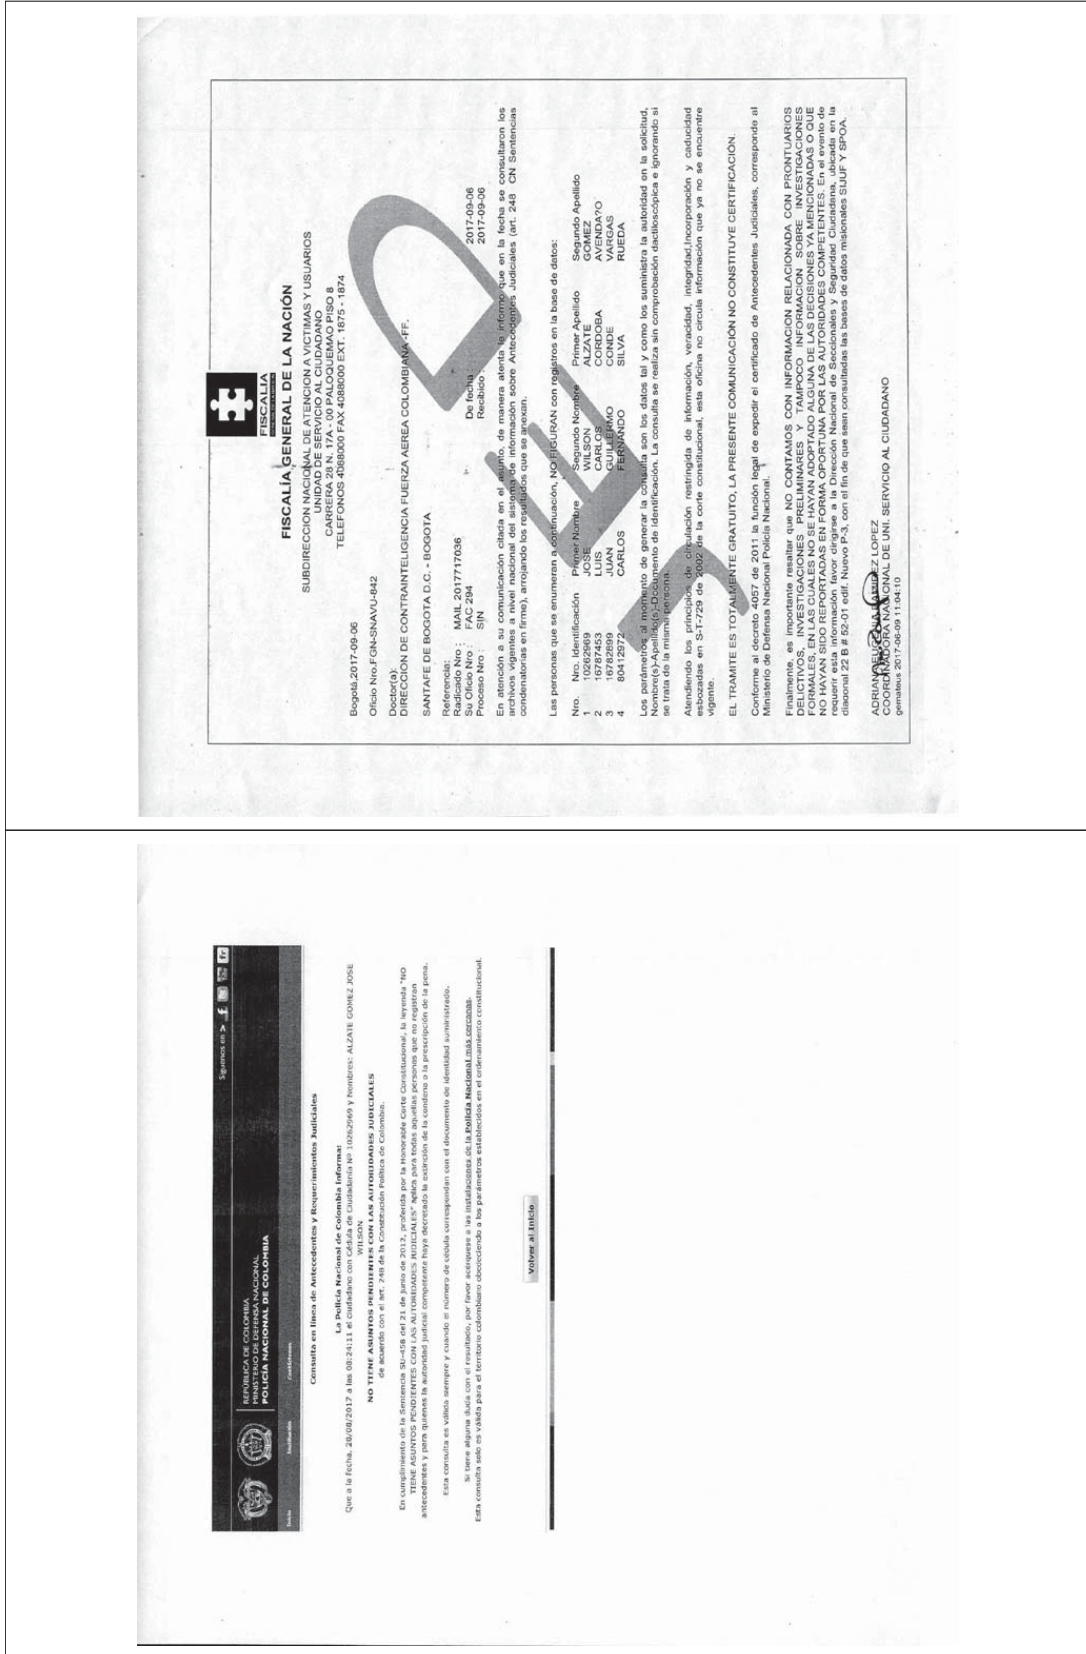 FISCALIA
FISCALÍA GENERAL DE LA NACIÓN
SUBDIRECCION NACIONAL DE ATENCION A VICTIMAS Y USUARIOS
UNIDAD DE SERVICIO AL CIUDADANO
CARRERA 28 N. 17A - 00 PALOQUEMAO PISO 8
TELEFONOS 4088000 FAX 4088000 EXT. 1875 - 1874
Bogotá,2017-09-06
Oficio Nro.FGN-SNAVU-842
Doctor(a):
DIRECCION DE CONTRAINTELIGENCIA FUERZA AEREA COLOMBIANA -FF.
SANTAFE DE BOGOTA D.C. - BOGOTA
Referencia:
Radicado Nro : MAIL 2017717036
Su Oficio Nro : FAC 294 De fecha : 2017-09-06
Proceso Nro : S|N Recibido : 2017-09-06
En atención a su comunicación citada en el asunto, de manera atenta le informo que en la fecha se consultaron los
archivos vigentes a nivel nacional del sistema de información sobre Antecedentes Judiciales (art. 248 CN Sentencias
condenatorias en firme), arrojando los resultados que se anexan.
Las personas que se enumeran a continuación, NO FIGURAN con registros en la base de datos:
Nro. Nro. Identificación Primer Nombre Segundo Nombre Primer Apellido Segundo Apellido
1 10262969 JOSE WILSON ALZATE GOMEZ
2 16787453 LUIS CARLOS CORDOBA AVENDA?O
3 16782899 JUAN GUILLERMO CONDE VARGAS
4 80412972 CARLOS FERNANDO SILVA RUEDA
Los parámetros al momento de generar la consulta son los datos tal y como los suministra la autoridad en la solicitud,
Nombre(s)-Apellido(s)-Documento de identificación. La consulta se realiza sin comprobación dactiloscópica e ignorando si
se trata de la misma persona.
Atendiendo los principios de circulación restringida de información, veracidad, integridad,Incorporación y caducidad
esbozadas en S-T-729 de 2002 de la corte constitucional, esta oficina no circula información que ya no se encuentre
vigente.
EL TRAMITE ES TOTALMENTE GRATUITO, LA PRESENTE COMUNICACIÓN NO CONSTITUYE CERTIFICACIÓN.
Conforme al decreto 4057 de 2011 la función legal de expedir el certificado de Antecedentes Judiciales, corresponde al
Ministerio de Defensa Nacional Policía Nacional.
Finalmente, es importante resaltar que NO CONTAMOS CON INFORMACION RELACIONADA CON PRONTUARIOS
DELICTIVOS, INVESTIGACIONES PRELIMINARES Y TAMPOCO INFORMACION SOBRE INVESTIGACIONES
FORMALES, EN LAS CUALES NO SE HAYAN ADOPTADO ALGUNA DE LAS DECISIONES YA MENCIONADAS O QUE
NO HAYAN SIDO REPORTADAS EN FORMA OPORTUNA POR LAS AUTORIDADES COMPETENTES. En el evento de
requerir esta información favor dirigirse a la Dirección Nacional de Seccionales y Seguridad Ciudadana, ubicada en la
diagonal 22 B # 52-01 edif. Nuevo P-3, con el fin de que sean consultadas las bases de datos misionales SIJUF Y SPOA.
LOPEZ
COORDINADORA NACIONAL DE UNI. SERVICIO AL CIUDADANO
gemateus 2017-06-09 11:04:10
Siguenos en >
REPÚBLICA DE COLOMBIA
MINISTERIO DE DEFENSA NACIONAL
POLICÍA NACIONAL DE COLOMBIA
Inicio Institución Contáctenos
Consulta en línea de Antecedentes y Requerimientos Judiciales
La Policía Nacional de Colombia informa:
Que a la fecha, 28/08/2017 a las 08:24:11 el ciudadano con Cédula de Ciudadanía Nº 10262969 y Nombres: ALZATE GOMEZ JOSE
WILSON
NO TIENE ASUNTOS PENDIENTES CON LAS AUTORIDADES JUDICIALES
de acuerdo con el art. 248 de la Constitución Política de Colombia.
En cumplimiento de la Sentencia SU-458 del 21 de junio de 2012, proferida por la Honorable Corte Constitucional, la leyenda "NO
TIENE ASUNTOS PENDIENTES CON LAS AUTORIDADES JUDICIALES" aplica para todas aquellas personas que no registran
antecedentes y para quienes la autoridad judicial competente haya decretado la extinción de la condena o la prescripción de la pena.
Esta consulta es válida siempre y cuando el número de cédula correspondan con el documento de identidad suministrado.
Si tiene alguna duda con el resultado, por favor acérquese a las instalaciones de la Policía Nacional más cercanas.
Esta consulta solo es válida para el territorio colombiano obedeciendo a los parámetros establecidos en el ordenamiento constitucional.
Volver al Inicio